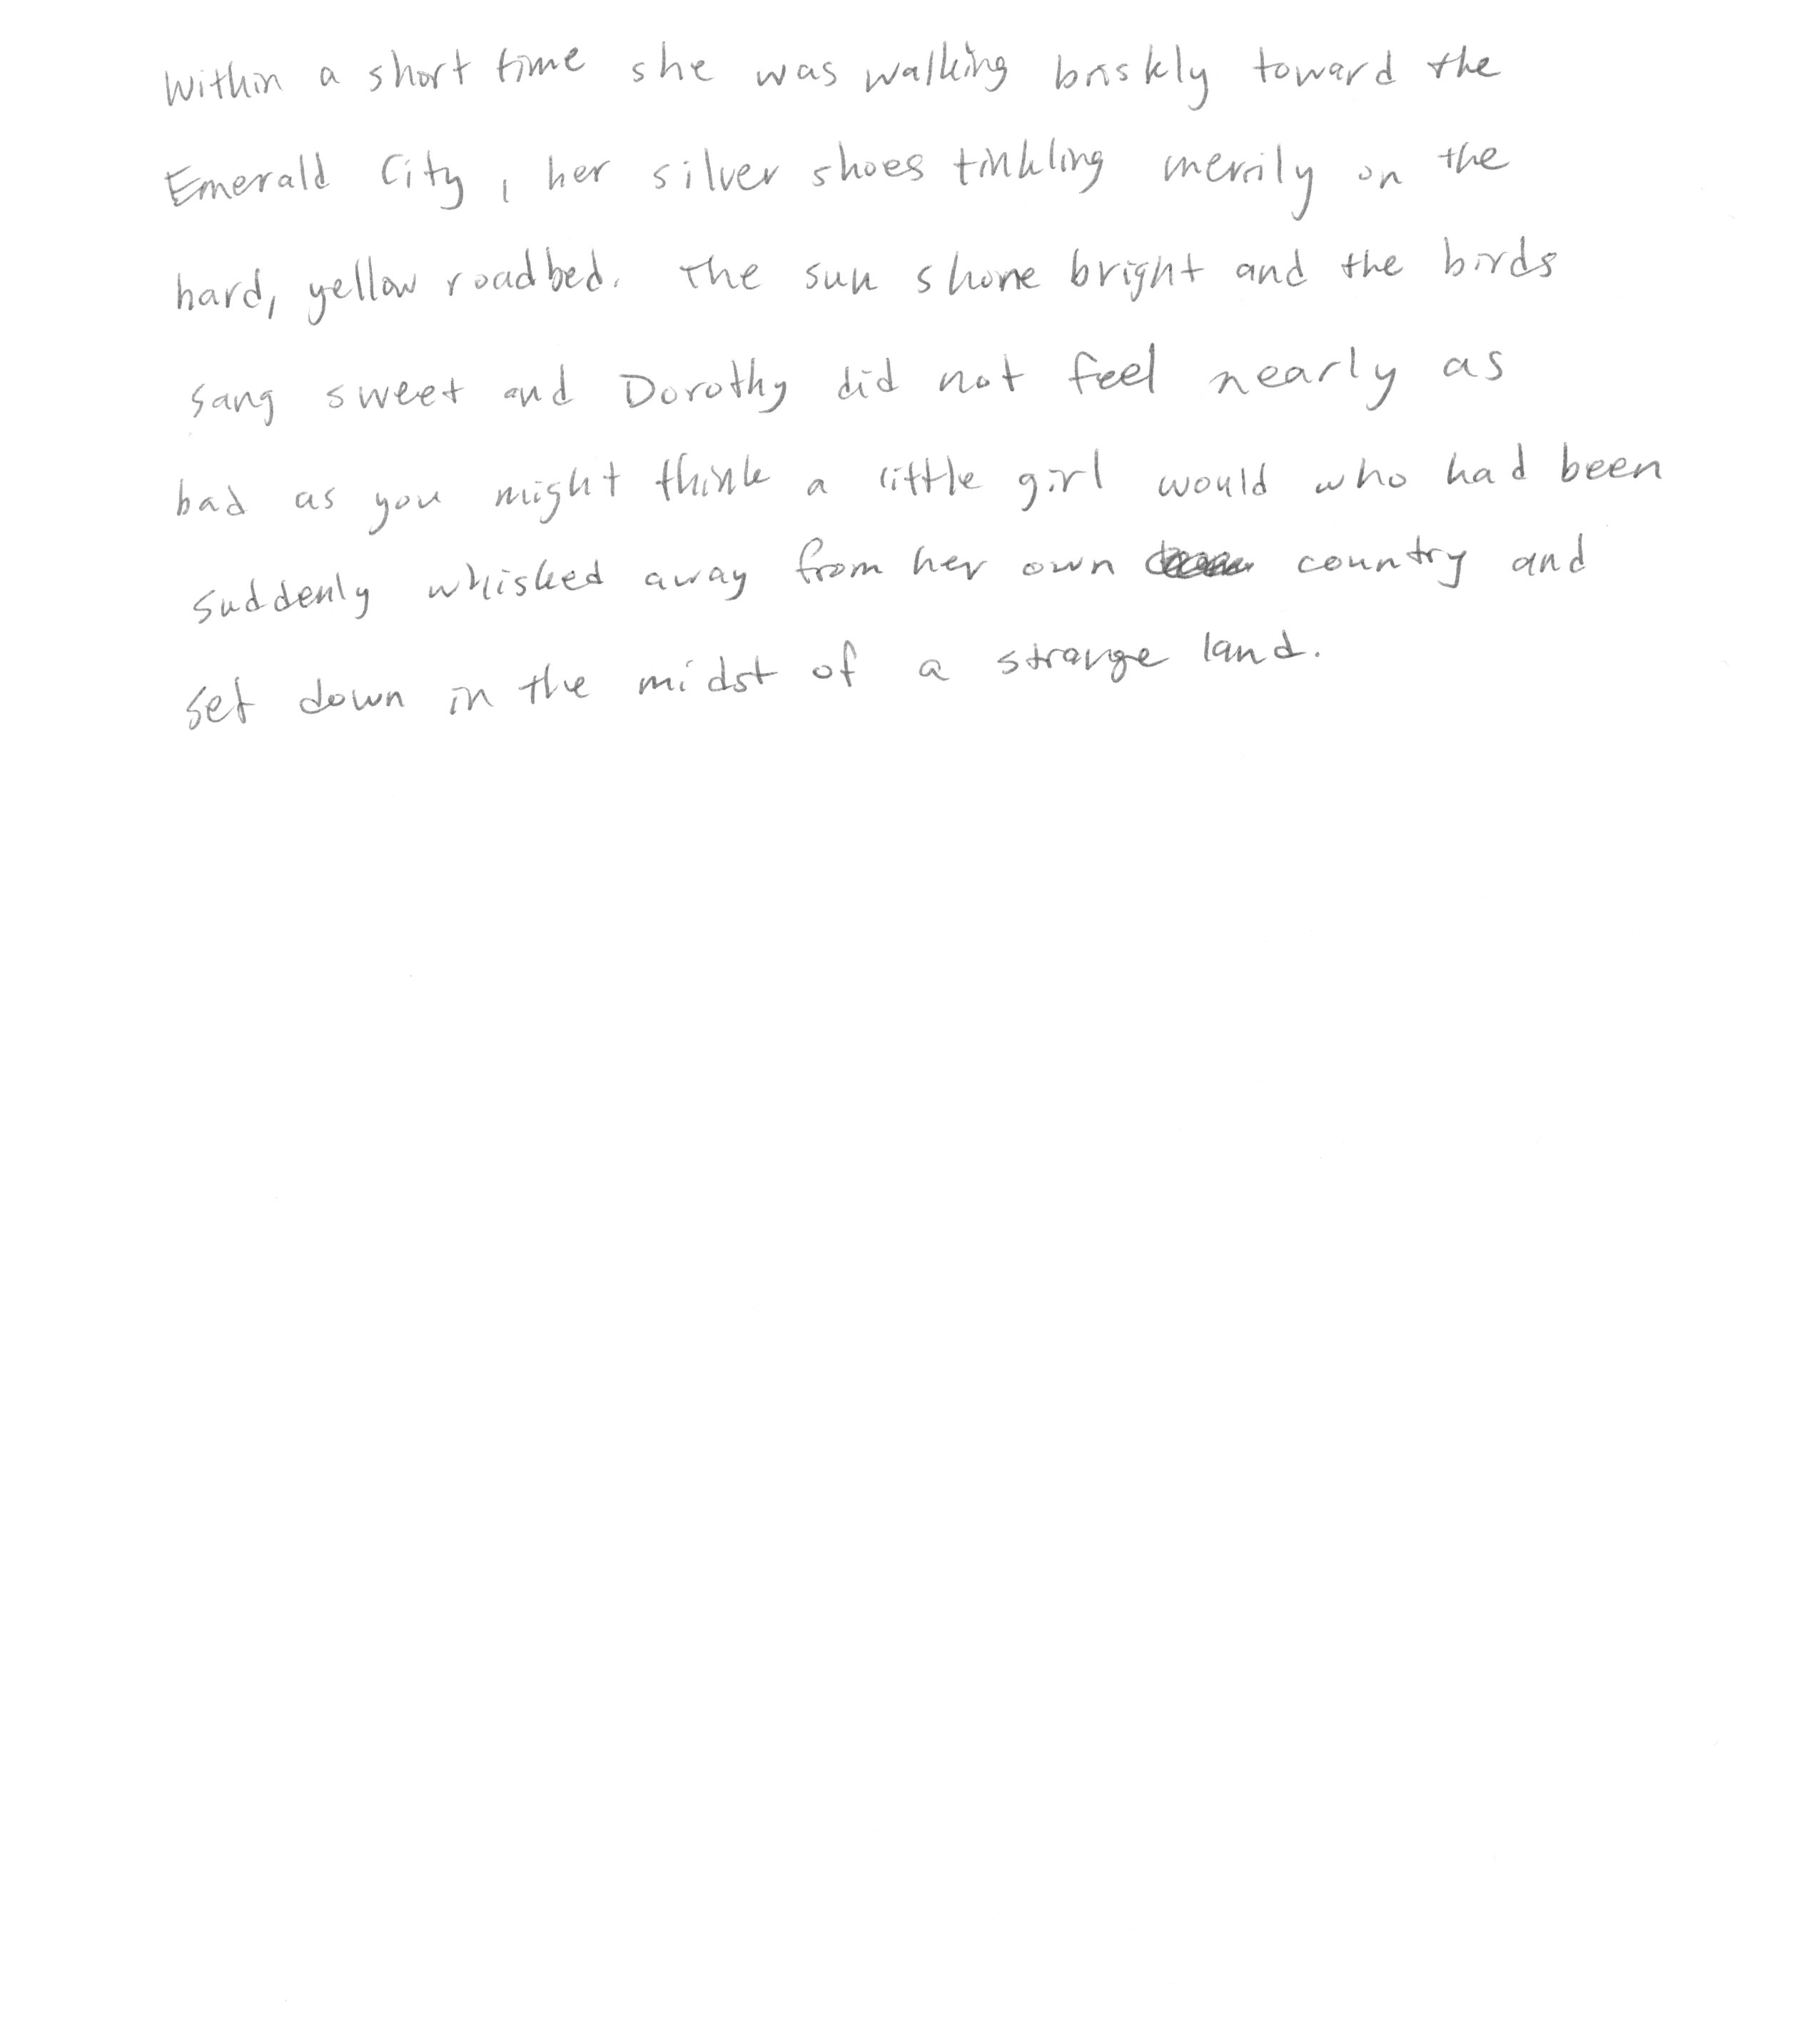 Within a short time she was walking briskly toward the
Emerald City, her silver shoes tinkling merrily on the
hard, yellow roadbed. The sun shone bright and the birds
sang sweet and Dorothy did not feel nearly as
bad as you might think a little girl would who had been
suddenly whisked away from her own country and
set down in the midst of a strange land.